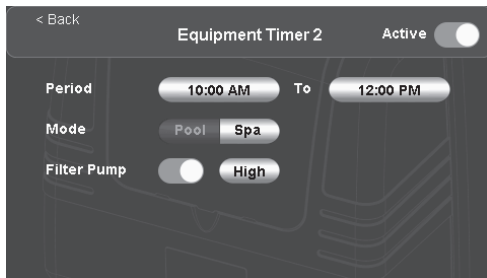 < Back
Equipment Timer 2 Active
Period 10:00 AM To 12:00 PM
Mode Pool Spa
Filter Pump High